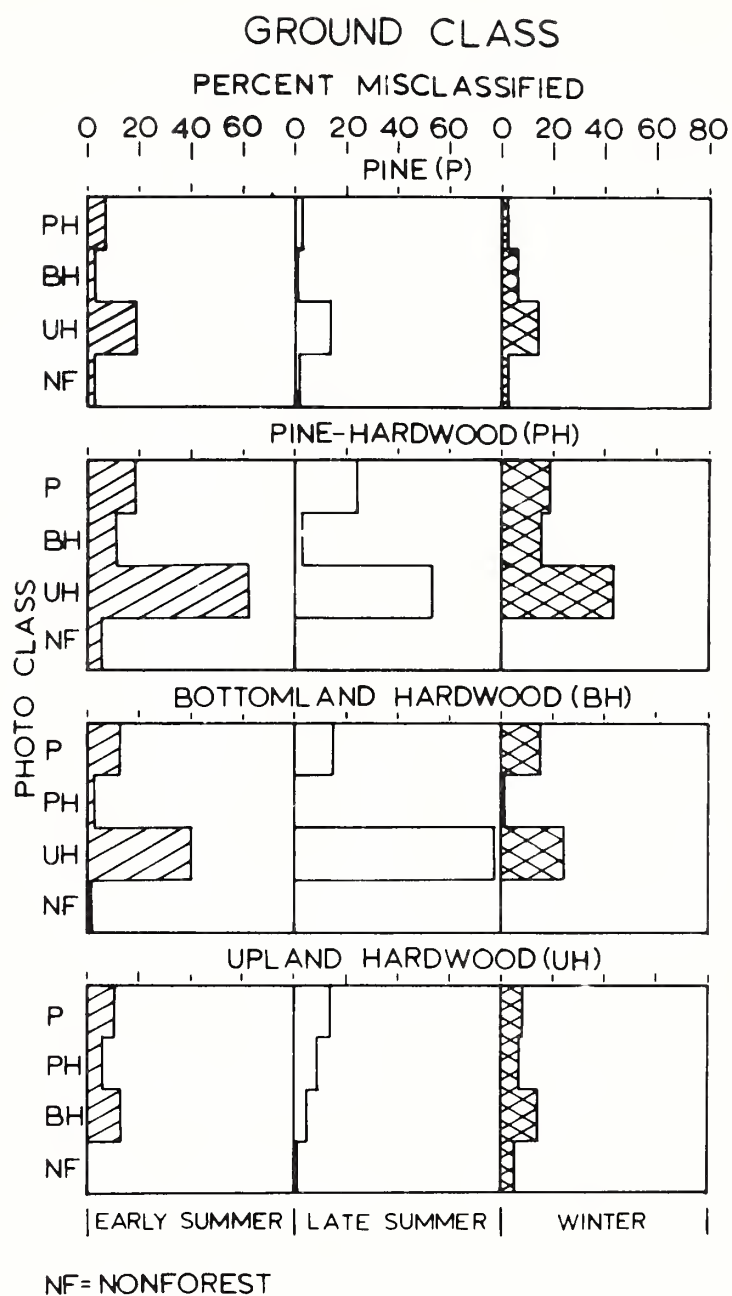 GROUND CLASS
PERCENT MISCLASSIFIED
0 20 40 60 0 20 40 60 0 20 40 60 80
PINE (P)
PH
BH
UH
NF
PINE-HARDWOOD (PH)
P
BH
UH
NF
BOTTOMLAND HARDWOOD (BH)
P
PH
UH
NF
UPLAND HARDWOOD (UH)
P
PH
BH
NF
PHOTO CLASS
EARLY SUMMER LATE SUMMER WINTER
NF= NONFOREST